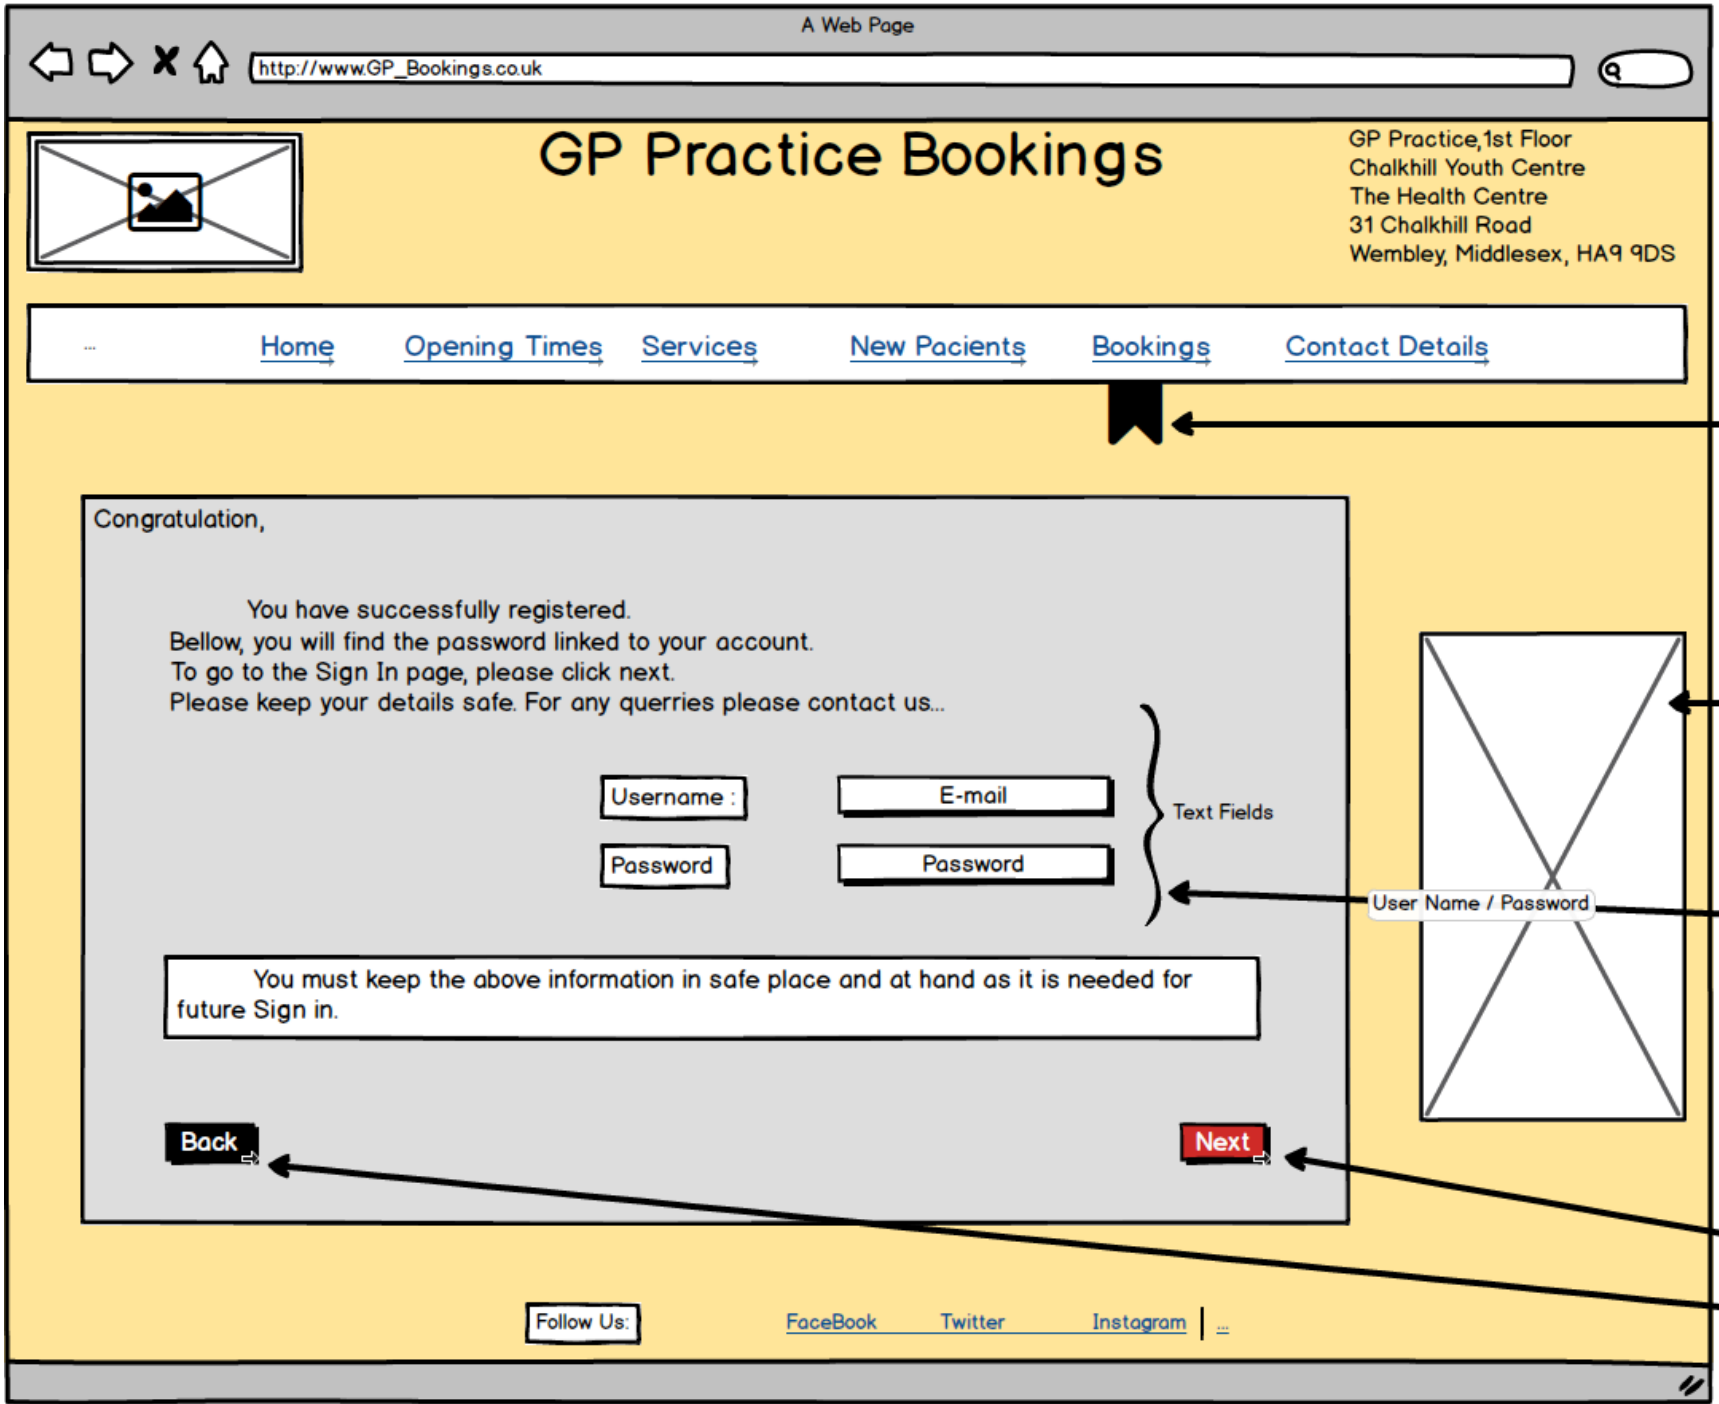 A Web Page
http://www.GP_Bookings.co.uk
GP Practice Bookings
GP Practice,1st Floor
Chalkhill Youth Centre
The Health Centre
31 Chalkhill Road
Wembley, Middlesex, HA9 9DS
... Home Opening Times Services New Pacients Bookings Contact Details
Congratulation,
You have successfully registered.
Bellow, you will find the password linked to your account.
To go to the Sign In page, please click next.
Please keep your details safe. For any querries please contact us...
Username : E-mail
Text Fields
Password Password
User Name / Password
You must keep the above information in safe place and at hand as it is needed for
future Sign in.
Back Next
Follow Us: FaceBook Twitter Instagram ...